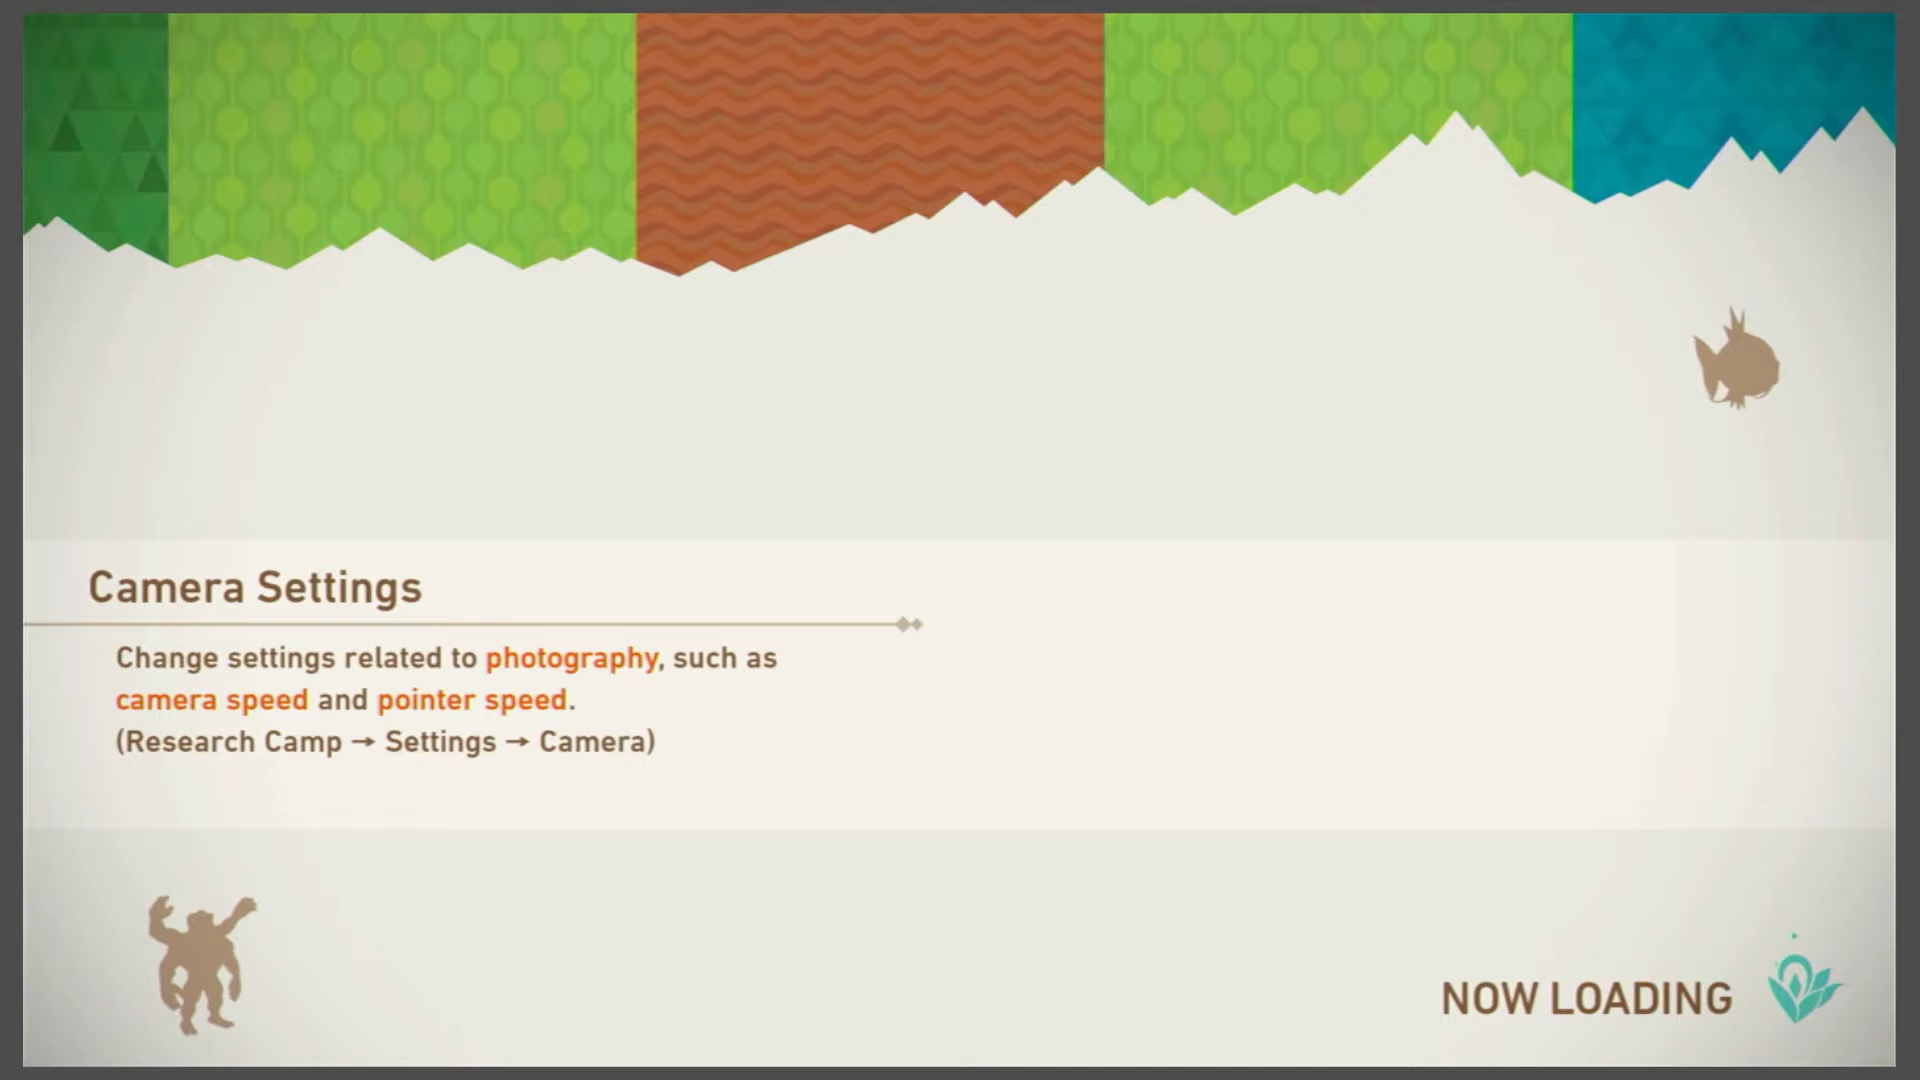 Camera Settings
Change settings related to photography, such as
camera speed and pointer speed.
(Research Camp → Settings → Camera)
NOW LOADING